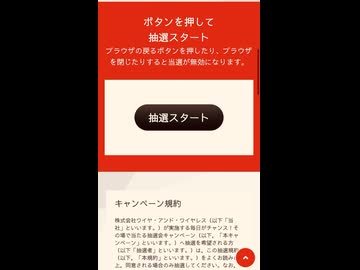 ボタンを押して
抽選スタート
ブラウザの戻るボタンを押したり、ブラウザ
を閉じたりすると当選が無効になります。
抽選スタート
キャンペーン規約
株式会社ワイヤ・アンド・ワイヤレス（以下「当
社」といいます。）が実施する毎日がチャンス！そ
の場で当たる抽選会キャンペーン（以下、「本キャ
ンペーン」といいます。）へ抽選を希望される方
（以下「抽選者」といいます。）は、この抽選規約
（以下、「本規約」といいます。）をよくお読みの
上、同意される場合のみ抽選してください。なお、